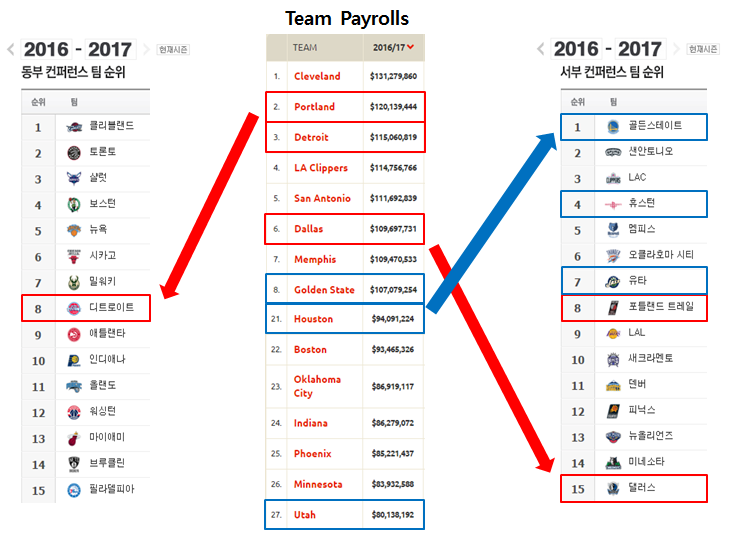 Team Payrolls
2016 - 2017 현재시즌
동부 컨퍼런스 팀 순위
순위 팀
1 클리블랜드
2 토론토
3 샬럿
4 보스턴
5 뉴욕
6 시카고
7 밀워키
8 디트로이트
9 애틀랜타
10 인디애나
11 올랜도
12 워싱턴
13 마이애미
14 브루클린
15 필라델피아
TEAM 2016/17
1. Cleveland $131,279,860
2. Portland $120,139,444
3. Detroit $115,060,819
4. LA Clippers $114,756,766
5. San Antonio $111,692,839
6. Dallas $109,697,731
7. Memphis $109,470,533
8. Golden State $107,079,254
21. Houston $94,091,224
22. Boston $93,465,326
23. Oklahoma $86,919,117
City
24. Indiana $86,279,072
25. Phoenix $85,221,437
26. Minnesota $83,932,588
27. Utah $80,138,192
2016 - 2017 현재시즌
서부 컨퍼런스 팀 순위
순위 팀
1 골든스테이트
2 샌안토니오
3 LAC
4 휴스턴
5 멤피스
6 오클라호마 시티
7 유타
8 포틀랜드 트레일
9 LAL
10 새크라멘토
11 덴버
12 피닉스
13 뉴올리언즈
14 미네소타
15 댈러스